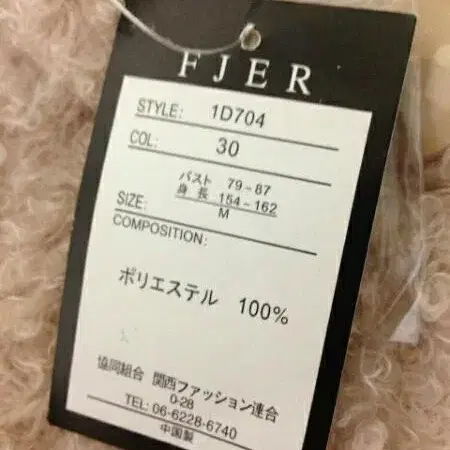 FJER
STYLE: 1D704
COL: 30
バスト 79-87
身長 154-162
SIZE: M
COMPOSITION:
ポリエステル 100%
協同組合 関西ファッション連合
0-28
TEL: 06-6228-6740
中国製